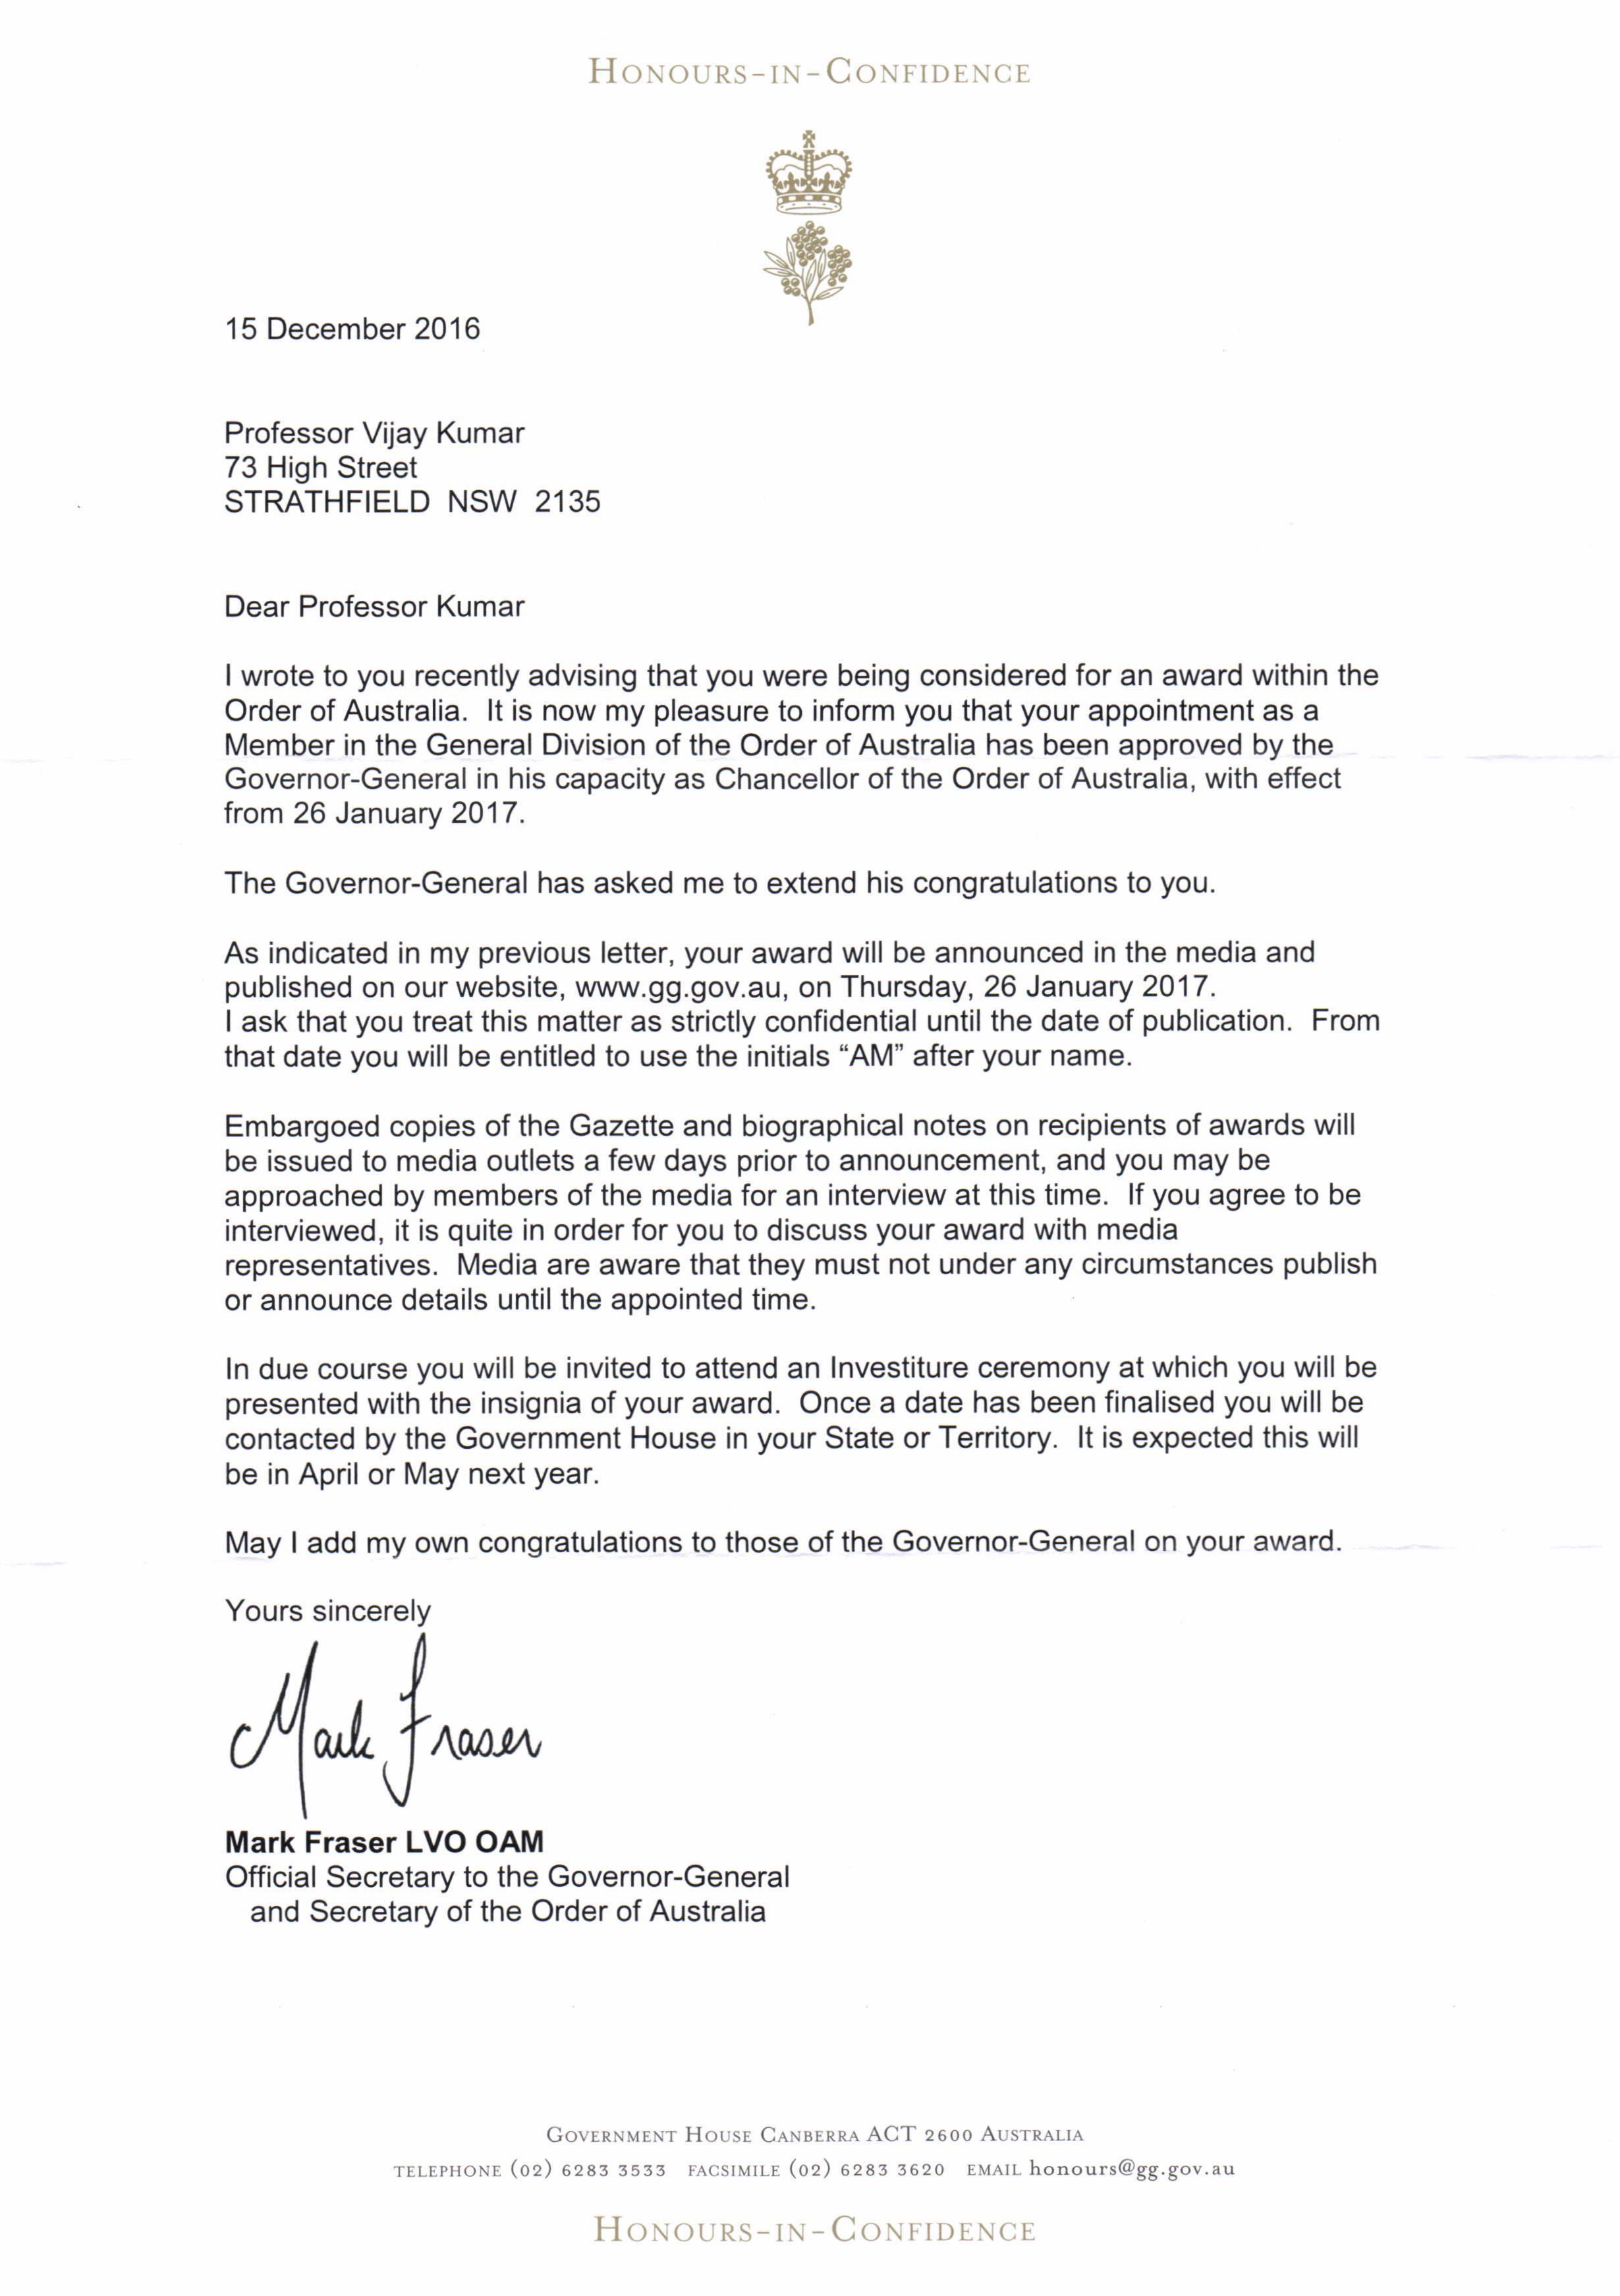 HONOURS-IN-CONFIDENCE
15 December 2016
Professor Vijay Kumar
73 High Street
STRATHFIELD NSW 2135
Dear Professor Kumar
I wrote to you recently advising that you were being considered for an award within the
Order of Australia. It is now my pleasure to inform you that your appointment as a
Member in the General Division of the Order of Australia has been approved by the
Governor-General in his capacity as Chancellor of the Order of Australia, with effect
from 26 January 2017.
The Governor-General has asked me to extend his congratulations to you.
As indicated in my previous letter, your award will be announced in the media and
published on our website, www.gg.gov.au, on Thursday, 26 January 2017.
I ask that you treat this matter as strictly confidential until the date of publication. From
that date you will be entitled to use the initials “AM” after your name.
Embargoed copies of the Gazette and biographical notes on recipients of awards will
be issued to media outlets a few days prior to announcement, and you may be
approached by members of the media for an interview at this time. If you agree to be
interviewed, it is quite in order for you to discuss your award with media
representatives. Media are aware that they must not under any circumstances publish
or announce details until the appointed time.
In due course you will be invited to attend an Investiture ceremony at which you will be
presented with the insignia of your award. Once a date has been finalised you will be
contacted by the Government House in your State or Territory. It is expected this will
be in April or May next year.
May I add my own congratulations to those of the Governor-General on your award.
Yours sincerely
Mark Fraser
Mark Fraser LVO OAM
Official Secretary to the Governor-General
and Secretary of the Order of Australia
GOVERNMENT HOUSE CANBERRA ACT 2600 AUSTRALIA
TELEPHONE (02) 6283 3533 FACSIMILE (02) 6283 3620 EMAIL honours@gg.gov.au
HONOURS-IN-CONFIDENCE